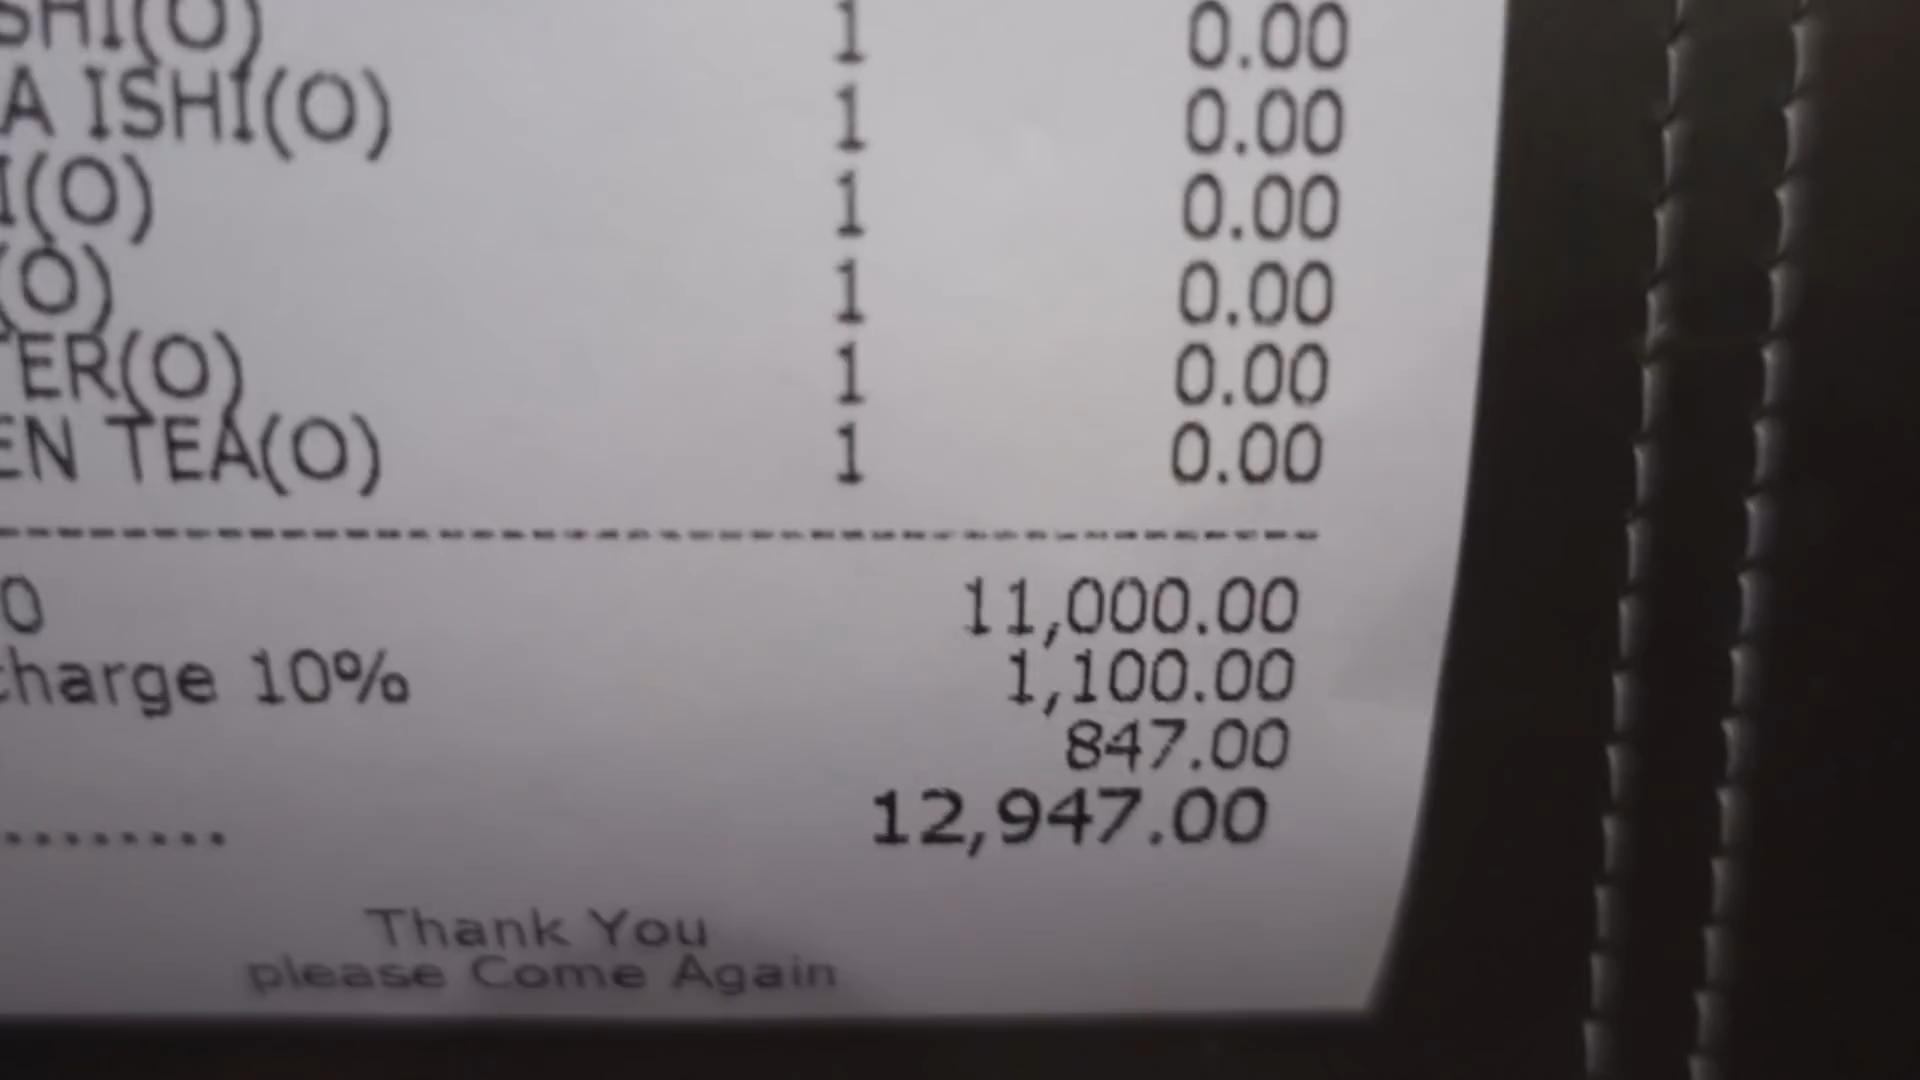 SHI(O) 1 0.00
A ISHI(O) 1 0.00
I(O) 1 0.00
(O) 1 0.00
TER(O) 1 0.00
EN TEA(O) 1 0.00
0 11,000.00
charge 10% 1,100.00
847.00
......... 12,947.00
Thank You
please Come Again